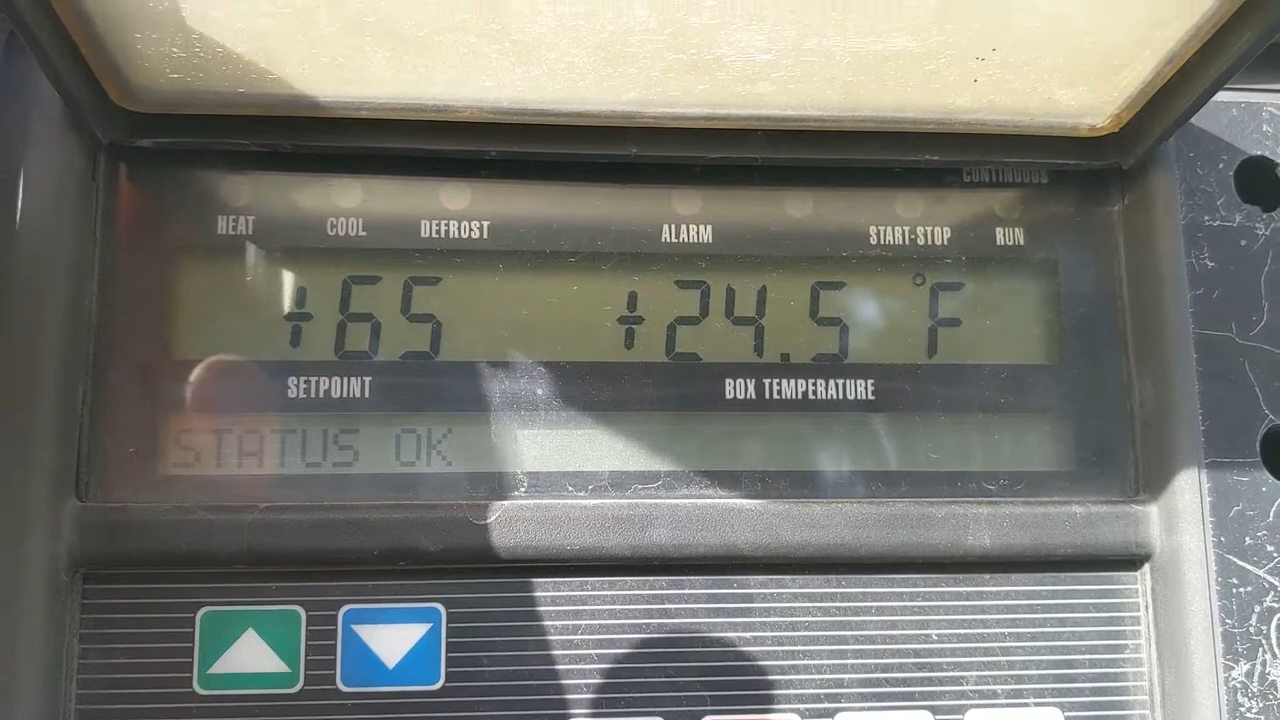 CONTINUOUS
HEAT COOL DEFROST ALARM START-STOP RUN
+65 +24.5 °F
SETPOINT BOX TEMPERATURE
STATUS OK